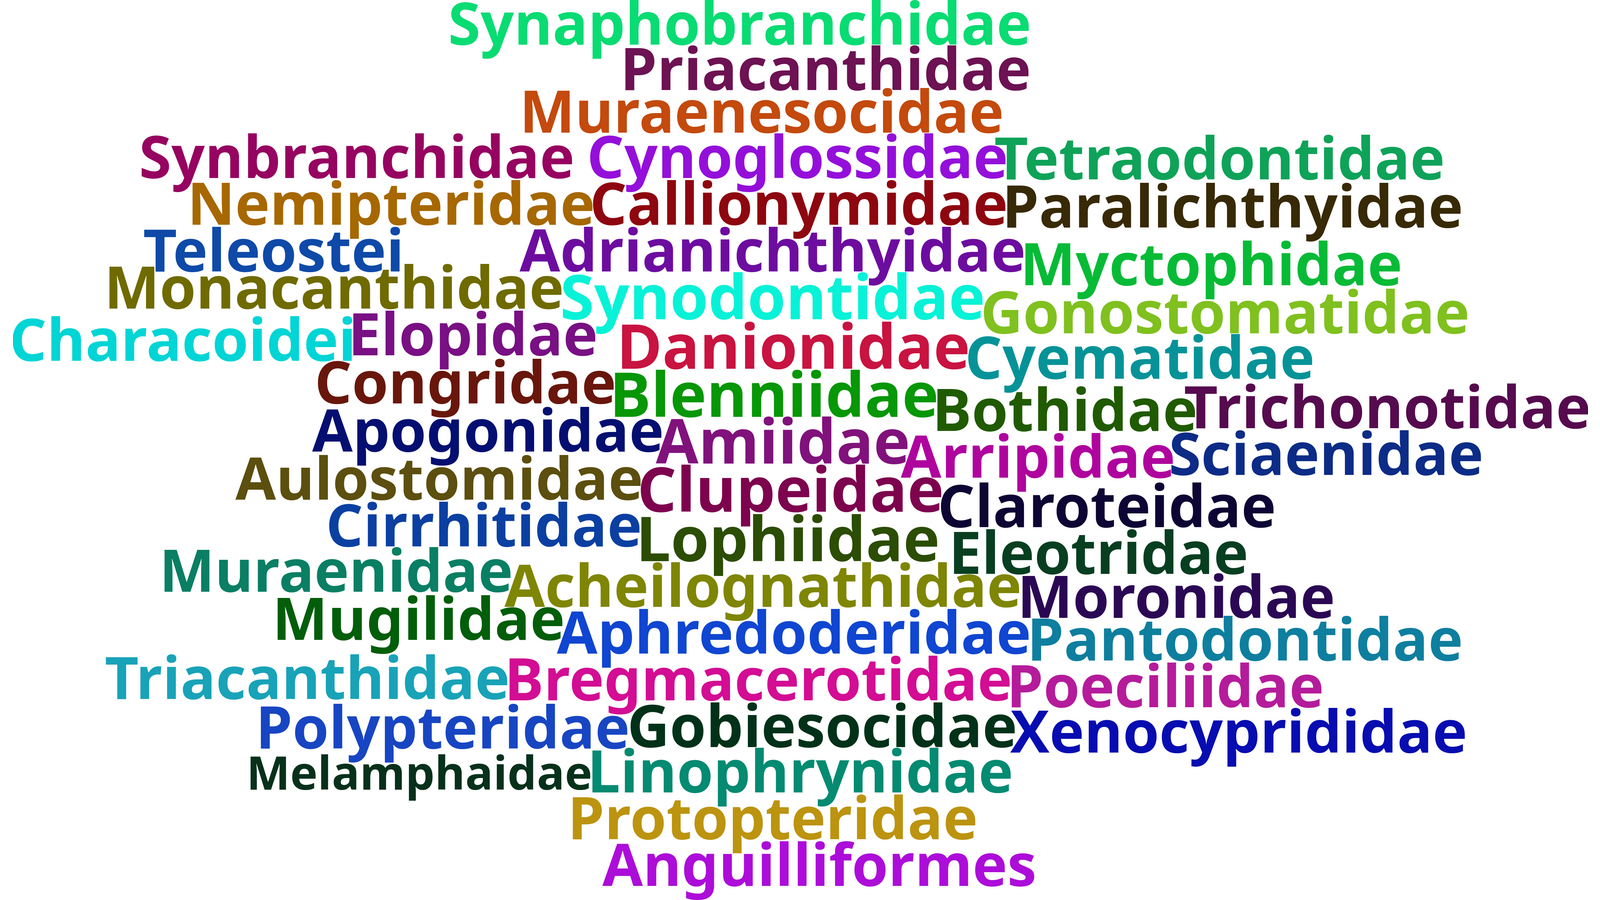 Synaphobranchidae
Priacanthidae
Muraenesocidae
Synbranchidae Cynoglossidae Tetraodontidae
Nemipteridae Callionymidae Paralichthyidae
Teleostei Adrianichthyidae Myctophidae
Monacanthidae Synodontidae Gonostomatidae
Characoidei Elopidae Danionidae Cyematidae
Congridae Blenniidae Bothidae Trichonotidae
Apogonidae Amiidae Arripidae Sciaenidae
Aulostomidae Clupeidae Claroteidae
Cirrhitidae Lophiidae Eleotridae
Muraenidae Acheilognathidae Moronidae
Mugilidae Aphredoderidae Pantodontidae
Triacanthidae Bregmacerotidae Poeciliidae
Polypteridae Gobiesocidae Xenocyprididae
Melamphaidae Linophrynidae
Protopteridae
Anguilliformes